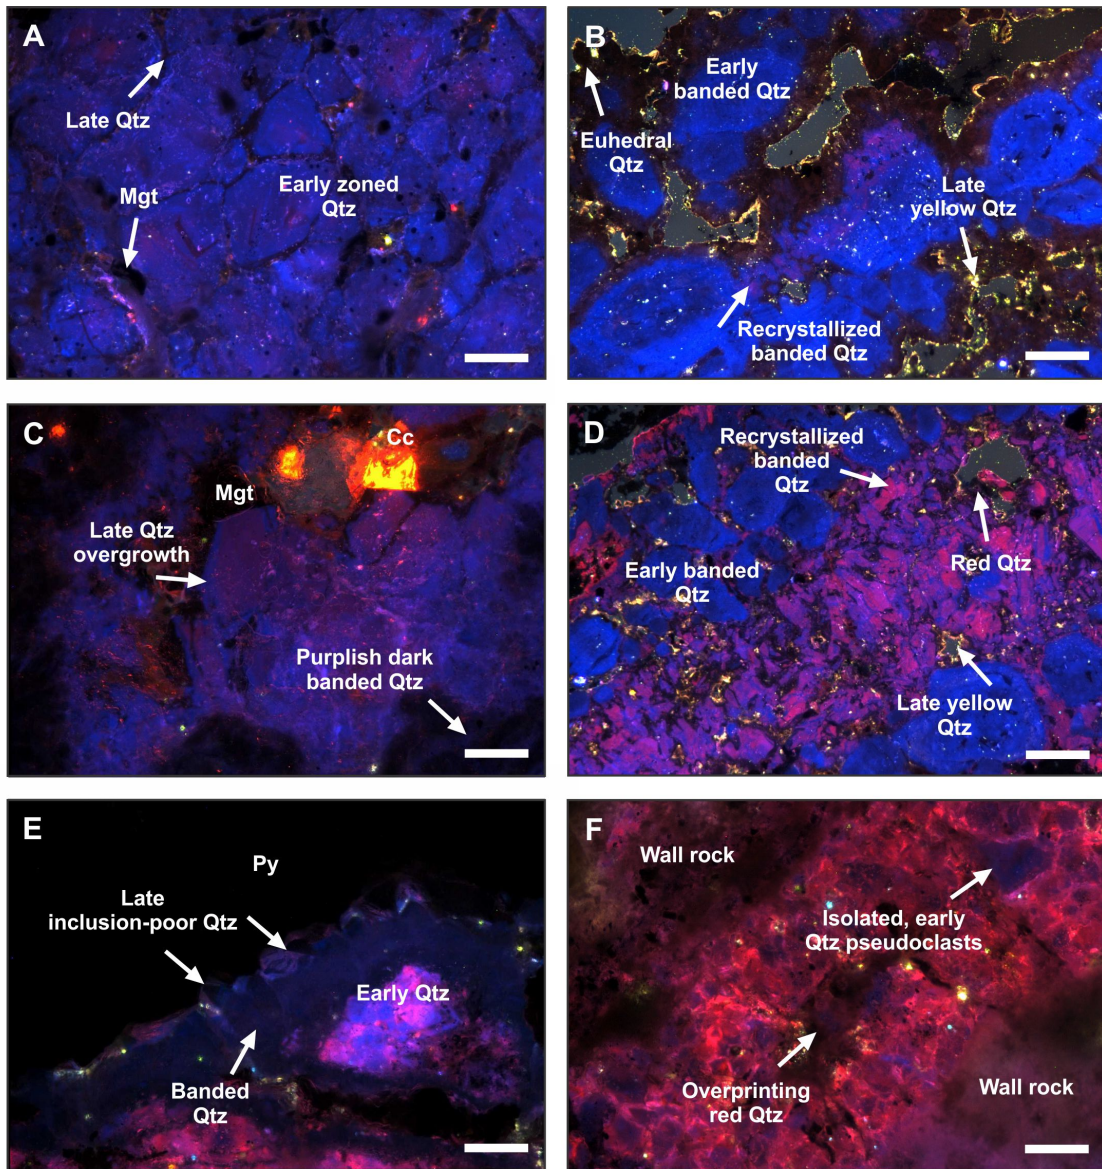 A
Late Qtz
Mgt
Early zoned
Qtz
B
Early
banded Qtz
Euhedral
Qtz
Late
yellow Qtz
Recrystallized
banded Qtz
C
Cc
Mgt
Late Qtz
overgrowth
Purplish dark
banded Qtz
D
Recrystallized
banded
Qtz
Red Qtz
Early banded
Qtz
Late yellow
Qtz
E
Py
Late
inclusion-poor Qtz
Early Qtz
Banded
Qtz
F
Wall rock
Isolated, early
Qtz pseudoclasts
Overprinting
red Qtz
Wall rock